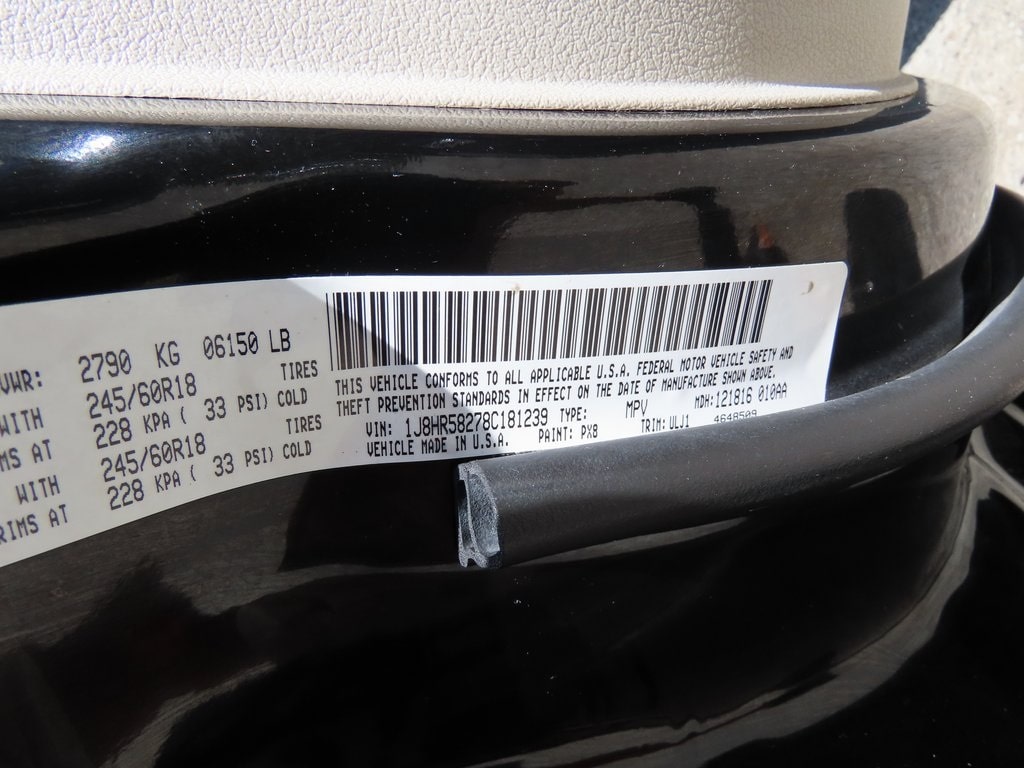 VWR: 2790 KG 06150 LB
WITH 245/60R18 TIRES
MS AT 228 KPA ( 33 PSI) COLD
WITH 245/60R18 TIRES
RIMS AT 228 KPA ( 33 PSI) COLD
THIS VEHICLE CONFORMS TO ALL APPLICABLE U.S.A. FEDERAL MOTOR VEHICLE SAFETY AND
THEFT PREVENTION STANDARDS IN EFFECT ON THE DATE OF MANUFACTURE SHOWN ABOVE.
VIN: 1J8HR58278C181239 TYPE: MPV MDH:121816 010AA
VEHICLE MADE IN U.S.A. PAINT: PX8 TRIM: ULJ1 4648509